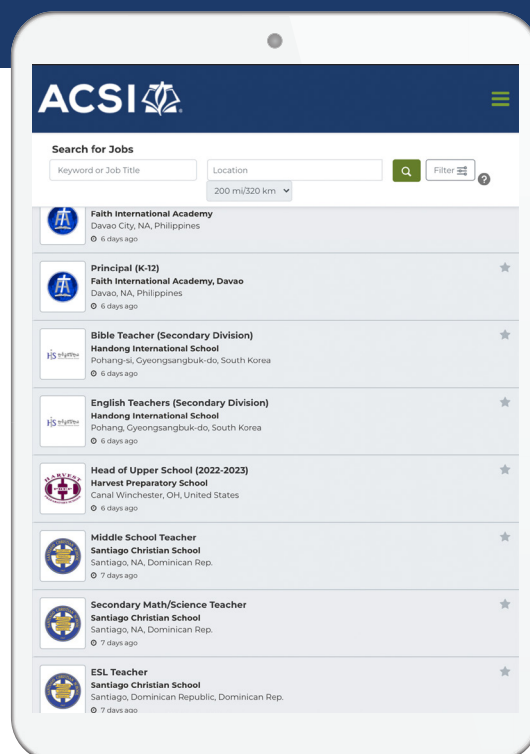 ACSI
Search for Jobs
Keyword or Job Title
Location
Filter
?
200 mi/320 km
Faith International Academy
Davao City, NA, Philippines
6 days ago
Principal (K-12)
Faith International Academy, Davao
Davao, NA, Philippines
6 days ago
Bible Teacher (Secondary Division)
Handong International School
Pohang-si, Gyeongsangbuk-do, South Korea
6 days ago
HIS
English Teachers (Secondary Division)
Handong International School
Pohang, Gyeongsangbuk-do, South Korea
6 days ago
HIS
Head of Upper School (2022-2023)
Harvest Preparatory School
Canal Winchester, OH, United States
6 days ago
HARVEST
PREP
Middle School Teacher
Santiago Christian School
Santiago, NA, Dominican Rep.
7 days ago
Secondary Math/Science Teacher
Santiago Christian School
Santiago, NA, Dominican Rep.
7 days ago
ESL Teacher
Santiago Christian School
Santiago, Dominican Republic, Dominican Rep.
7 days ago